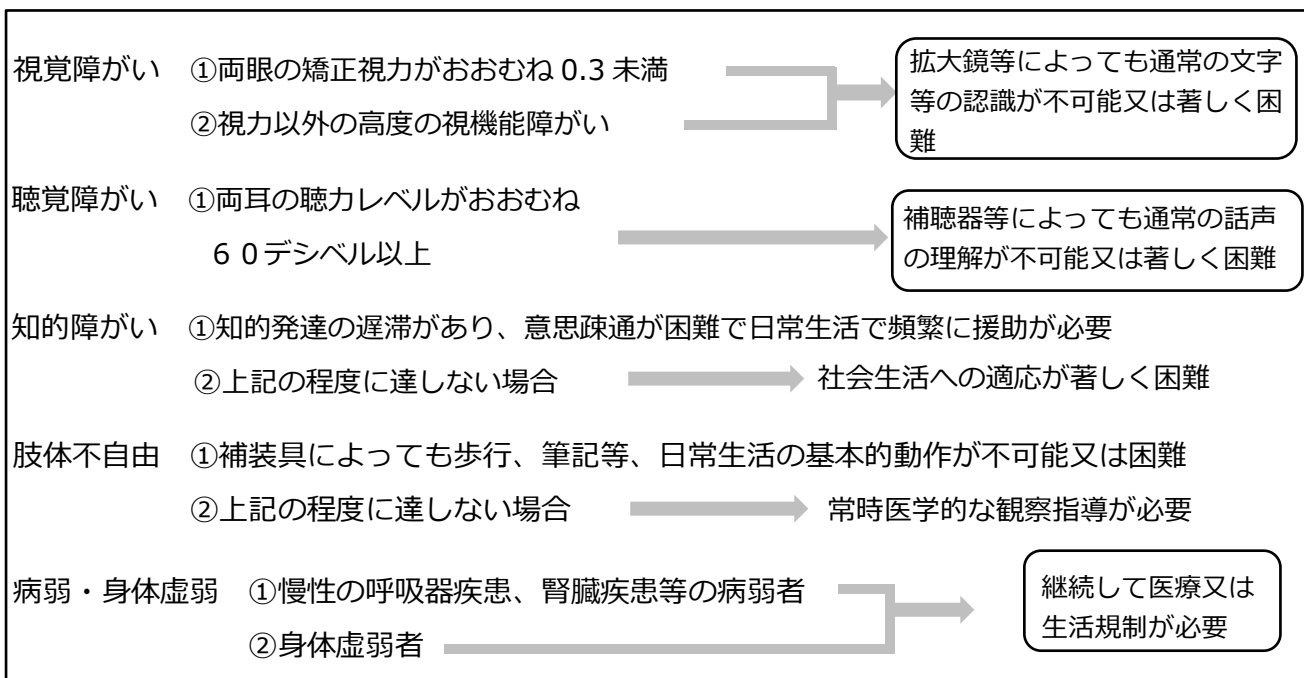 視覚障がい ①両眼の矯正視力がおおむね 0.3 未満
②視力以外の高度の視機能障がい
拡大鏡等によっても通常の文字
等の認識が不可能又は著しく困
難
聴覚障がい ①両耳の聴力レベルがおおむね
60デシベル以上
補聴器等によっても通常の話声
の理解が不可能又は著しく困難
知的障がい ①知的発達の遅滞があり、意思疎通が困難で日常生活で頻繁に援助が必要
②上記の程度に達しない場合 社会生活への適応が著しく困難
肢体不自由 ①補装具によっても歩行、筆記等、日常生活の基本的動作が不可能又は困難
②上記の程度に達しない場合 常時医学的な観察指導が必要
病弱・身体虚弱 ①慢性の呼吸器疾患、腎臓疾患等の病弱者
②身体虚弱者
継続して医療又は
生活規制が必要